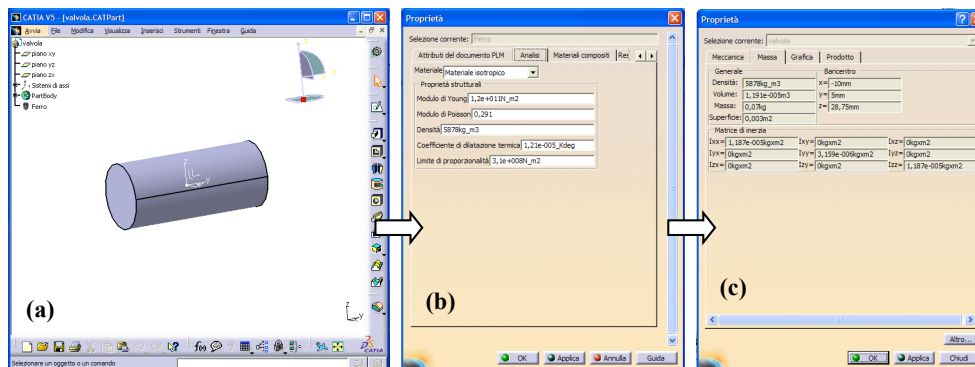 CATIA V5 - [valvola.CATPart]
Avvia File Modifica Visualizza Inserisci Strumenti Finestra Guida
valvola
piano xy
piano yz
piano zx
Sistemi di assi
PartBody
Ferro
z
y
(a)
z
y
f(x)
CATIA
Selezionare un oggetto o un comando
Proprietà
Selezione corrente: Ferro
Attributi del documento PLM Analisi Materiali compositi
Materiale Materiale isotropico
Proprietà strutturali
Modulo di Young 1,2e+011N_m2
Modulo di Poisson 0,291
Densità 5878kg_m3
Coefficiente di dilatazione termica 1,21e-005_Kdeg
Limite di proporzionalità 3,1e+008N_m2
(b)
OK Applica Annulla Guida
Proprietà
Selezione corrente: valvola
Meccanica Massa Grafica Prodotto
Generale Baricentro
Densità: 5878kg_m3 x= -10mm
Volume: 1,191e-005m3 y= 5mm
Massa: 0,07kg z= 28,75mm
Superficie: 0,003m2
Matrice di inerzia
Ixx= 1,187e-005kgxm2 Ixy= 0kgxm2 Ixz= 0kgxm2
Iyx= 0kgxm2 Iyy= 3,159e-006kgxm2 Iyz= 0kgxm2
Izx= 0kgxm2 Izy= 0kgxm2 Izz= 1,187e-005kgxm2
(c)
Altro...
OK Applica Chiudi